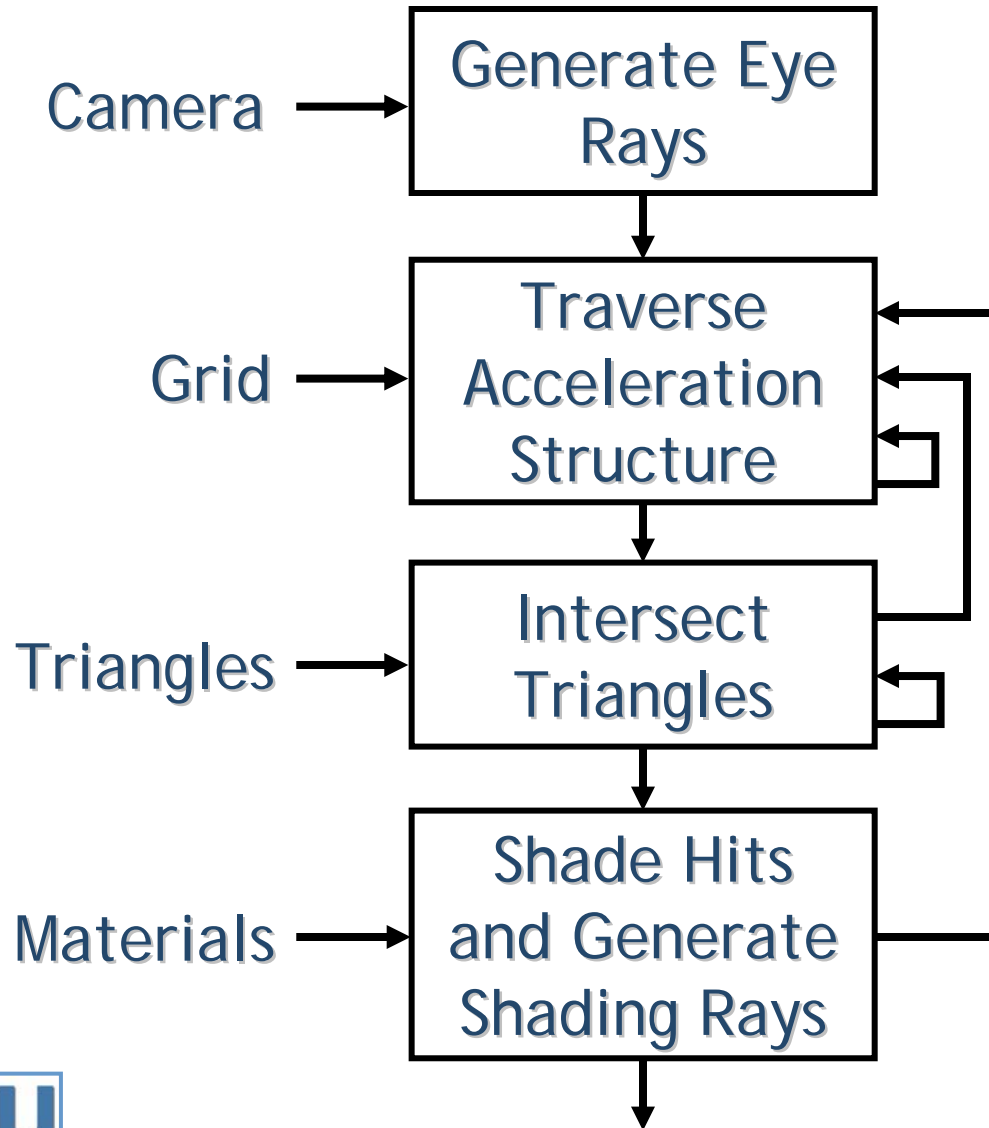 Camera
Generate Eye
Rays
Grid
Traverse
Acceleration
Structure
Triangles
Intersect
Triangles
Materials
Shade Hits
and Generate
Shading Rays